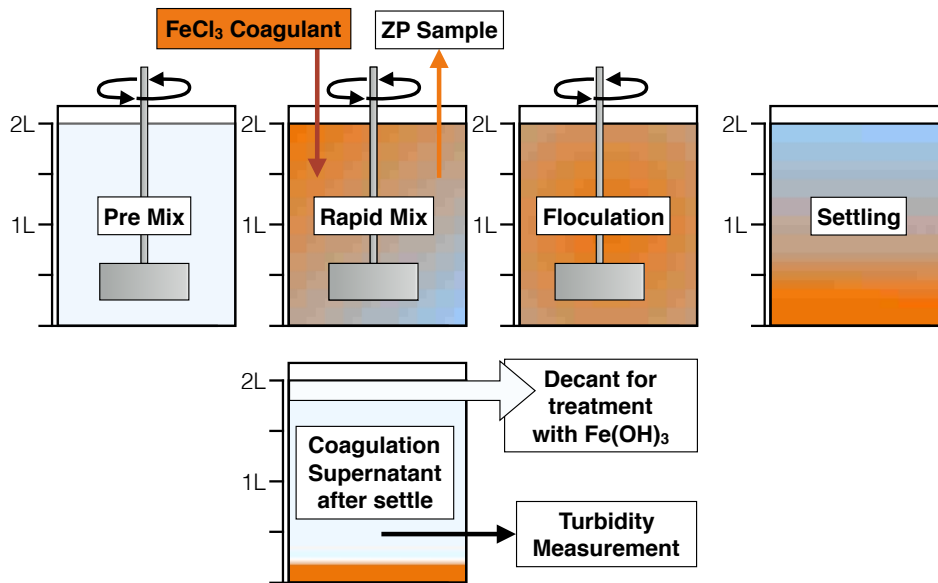 FeCl₃ Coagulant
ZP Sample
2L
1L
Pre Mix
2L
1L
Rapid Mix
2L
1L
Floculation
2L
1L
Settling
2L
1L
Coagulation
Supernatant
after settle
Decant for
treatment
with Fe(OH)₃
Turbidity
Measurement